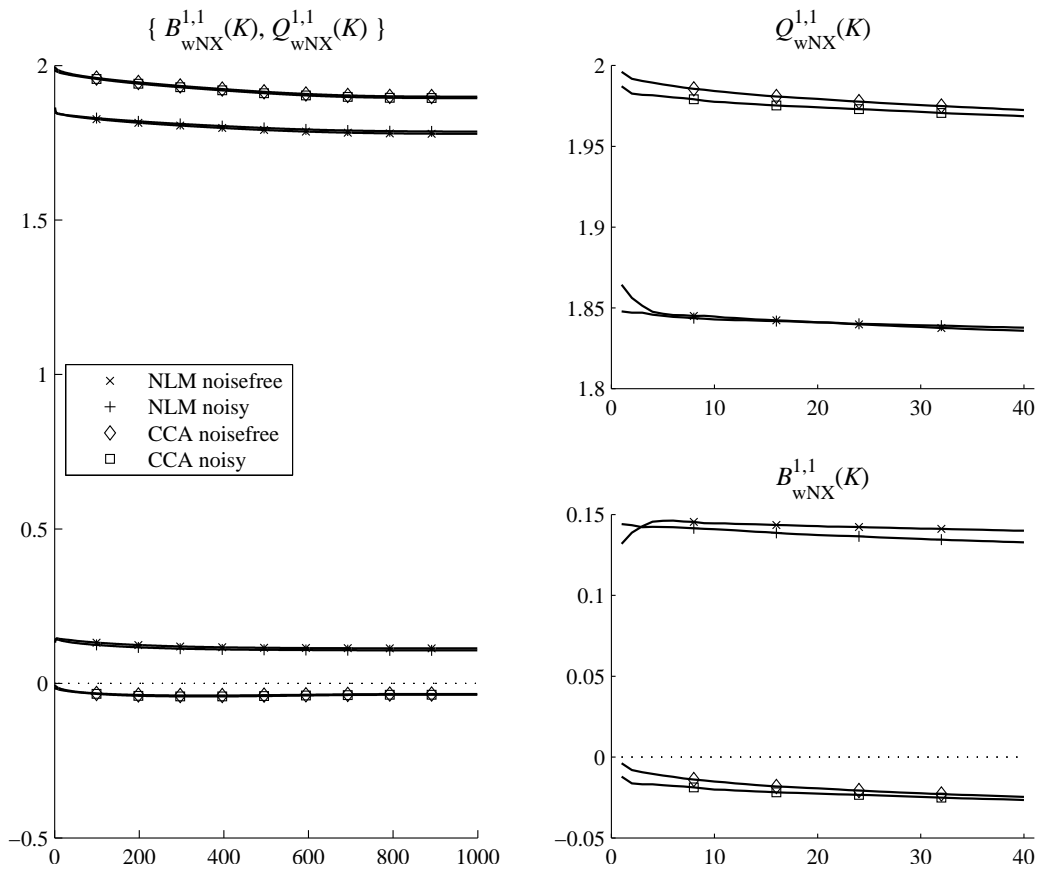 { B^{1,1}_{wNX}(K), Q^{1,1}_{wNX}(K) }
2
1.5
1
0.5
0
−0.5
0 200 400 600 800 1000
NLM noisefree
NLM noisy
CCA noisefree
CCA noisy
Q^{1,1}_{wNX}(K)
2
1.95
1.9
1.85
1.8
0 10 20 30 40
B^{1,1}_{wNX}(K)
0.15
0.1
0.05
0
−0.05
0 10 20 30 40